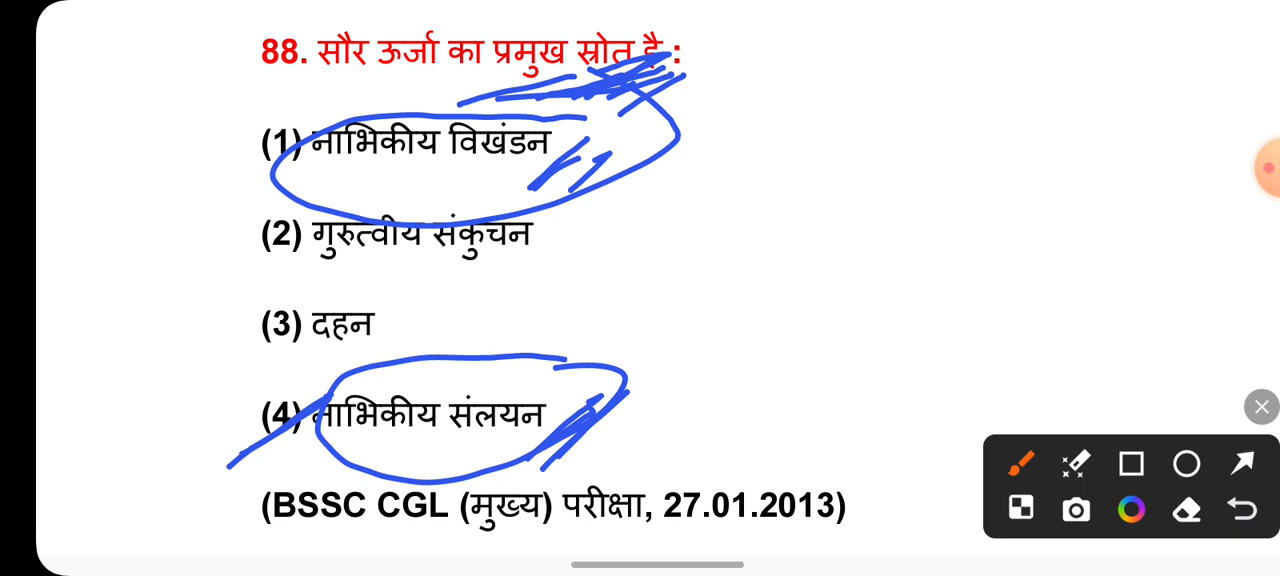 88. सौर ऊर्जा का प्रमुख स्रोत है :
(1) नाभिकीय विखंडन
(2) गुरुत्वीय संकुचन
(3) दहन
(4) नाभिकीय संलयन
(BSSC CGL (मुख्य) परीक्षा, 27.01.2013)